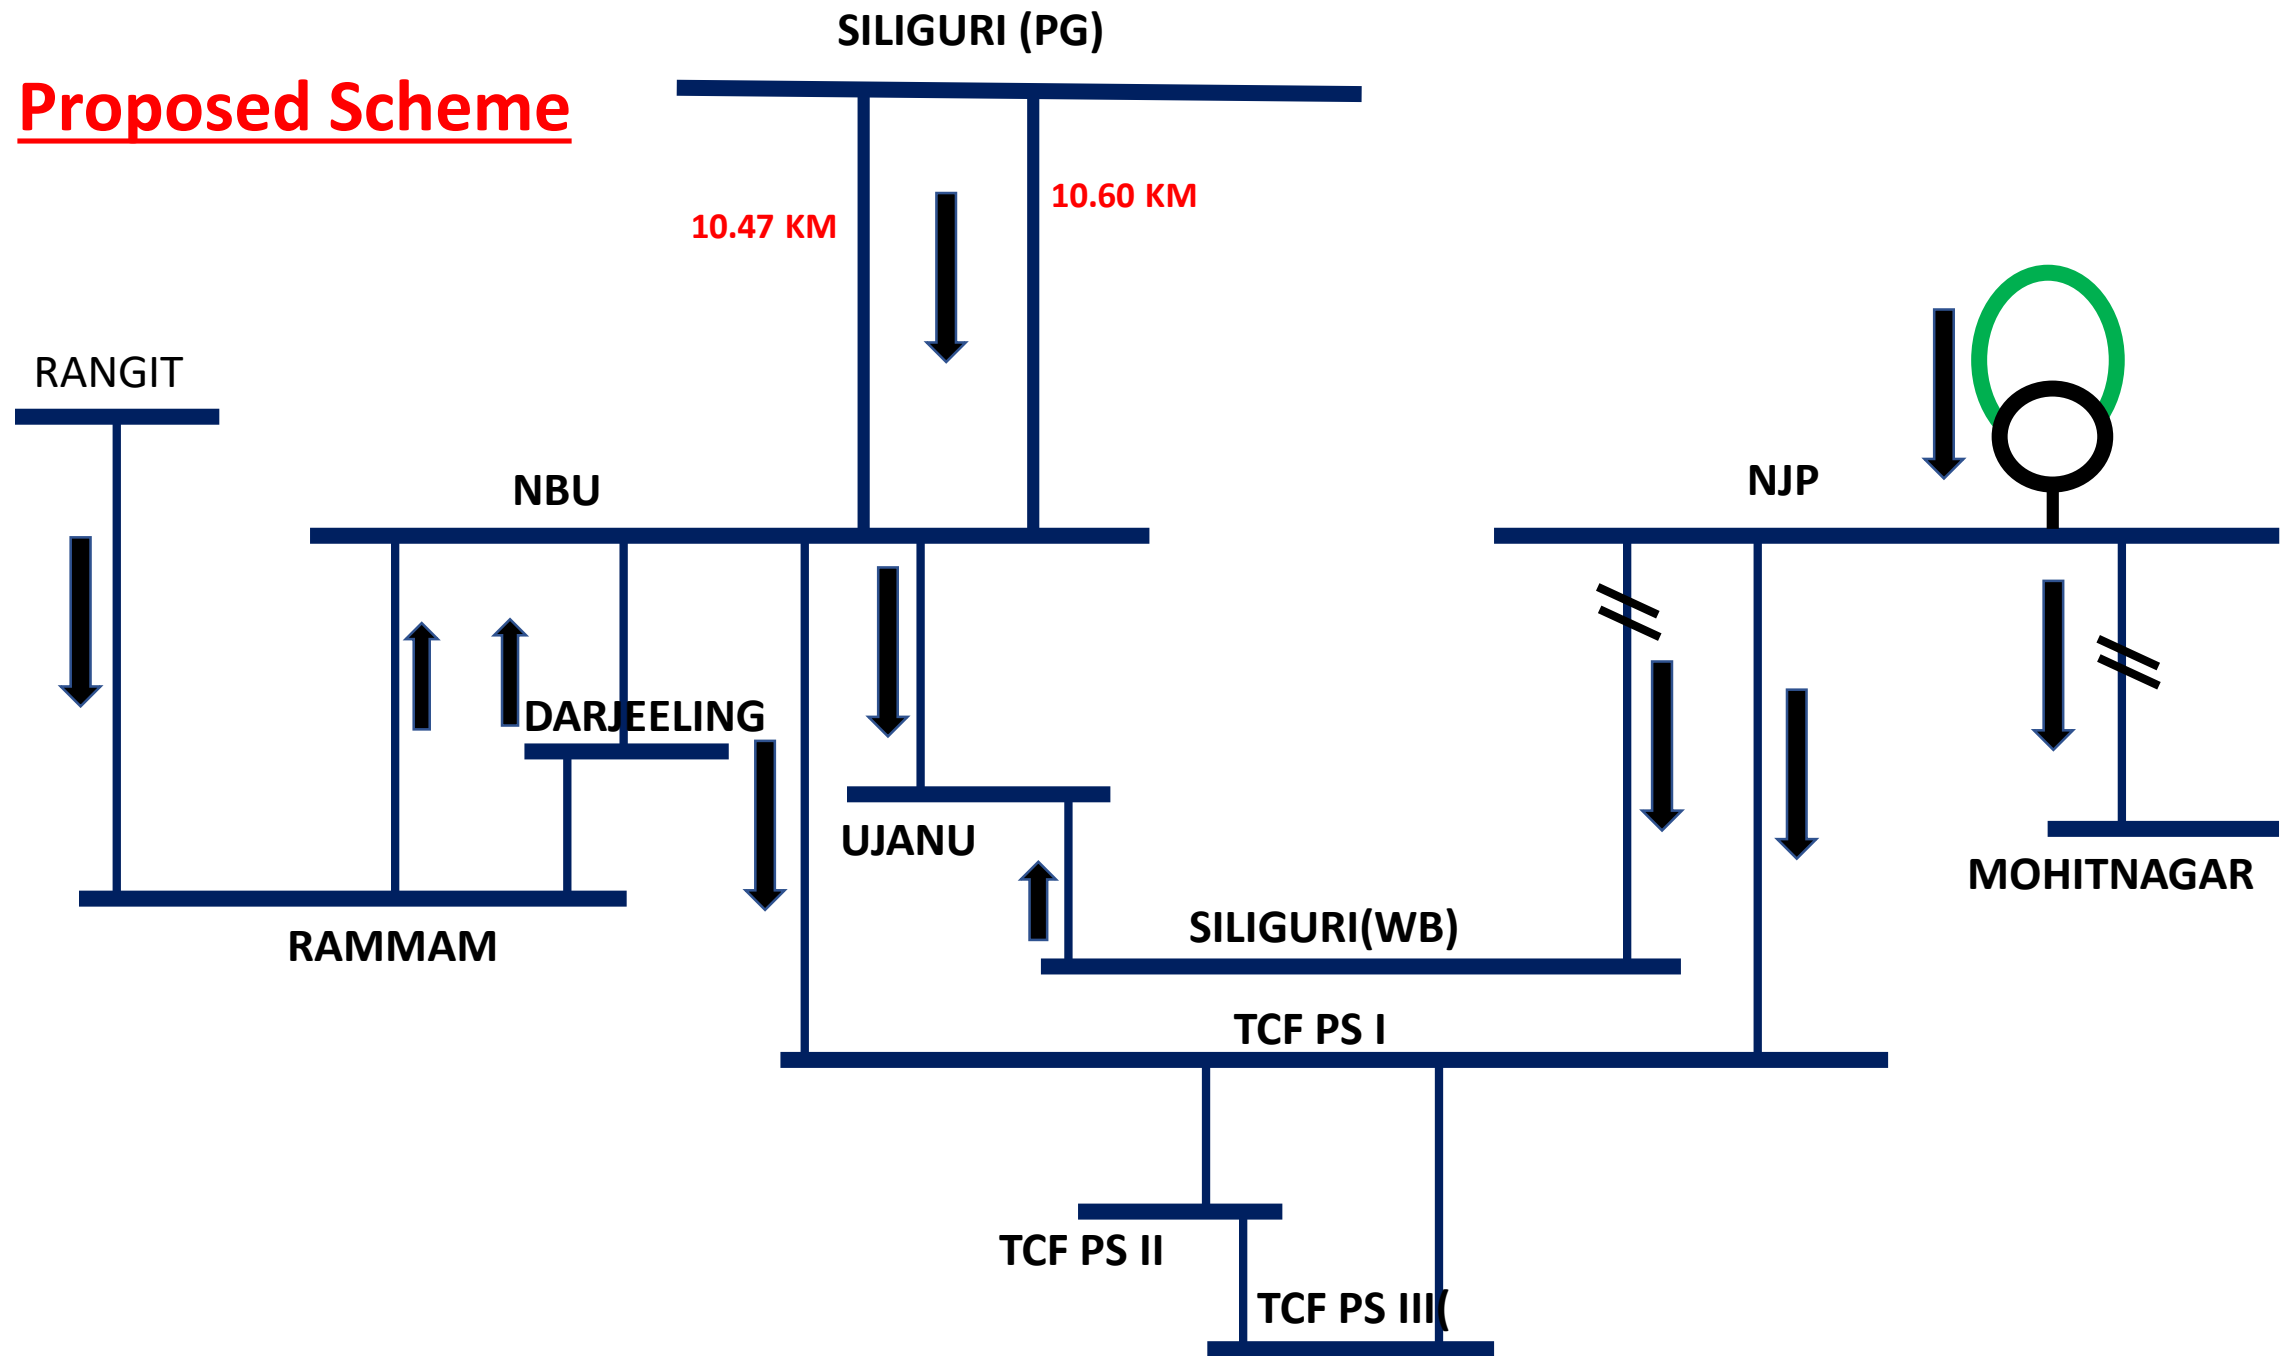 SILIGURI (PG)
Proposed Scheme
10.60 KM
10.47 KM
RANGIT
NBU
NJP
DARJEELING
UJANU
MOHITNAGAR
SILIGURI(WB)
RAMMAM
TCF PS I
TCF PS II
TCF PS III(